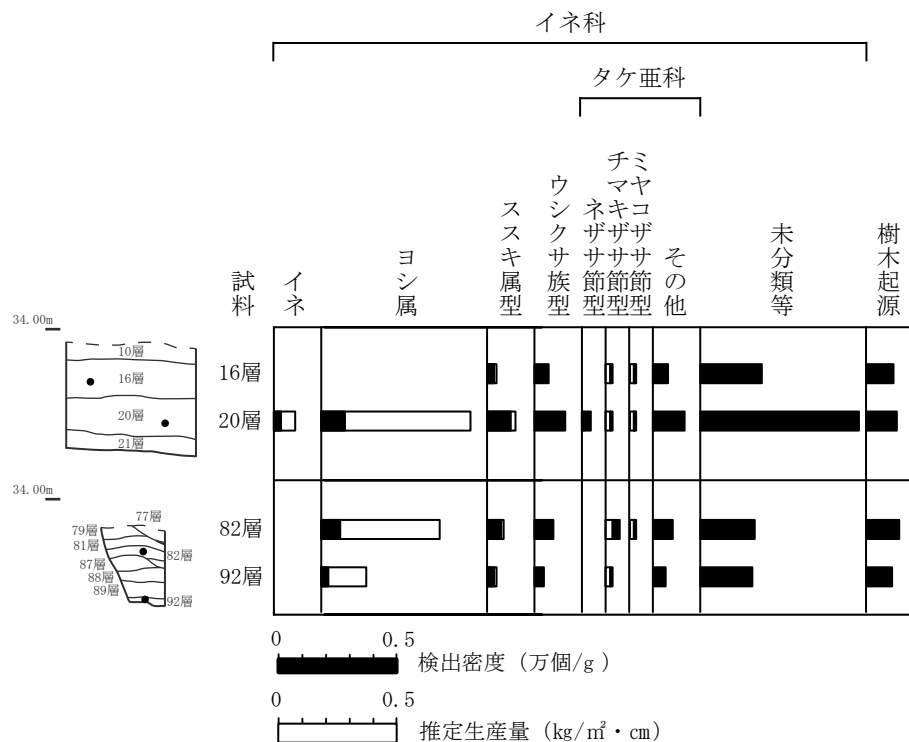 イネ科
タケ亜科
試料
イネ
ヨシ属
ススキ属型
ウシクサ族型
ネザサ節型
チマキザサ節型
ミヤコザサ節型
その他
未分類等
樹木起源
34.00m
10層
16層
20層
21層
16層
20層
34.00m
77層
79層
81層
82層
87層
88層
89層
92層
82層
92層
0 0.5
検出密度（万個/g ）
0 0.5
推定生産量（kg/㎡・㎝）